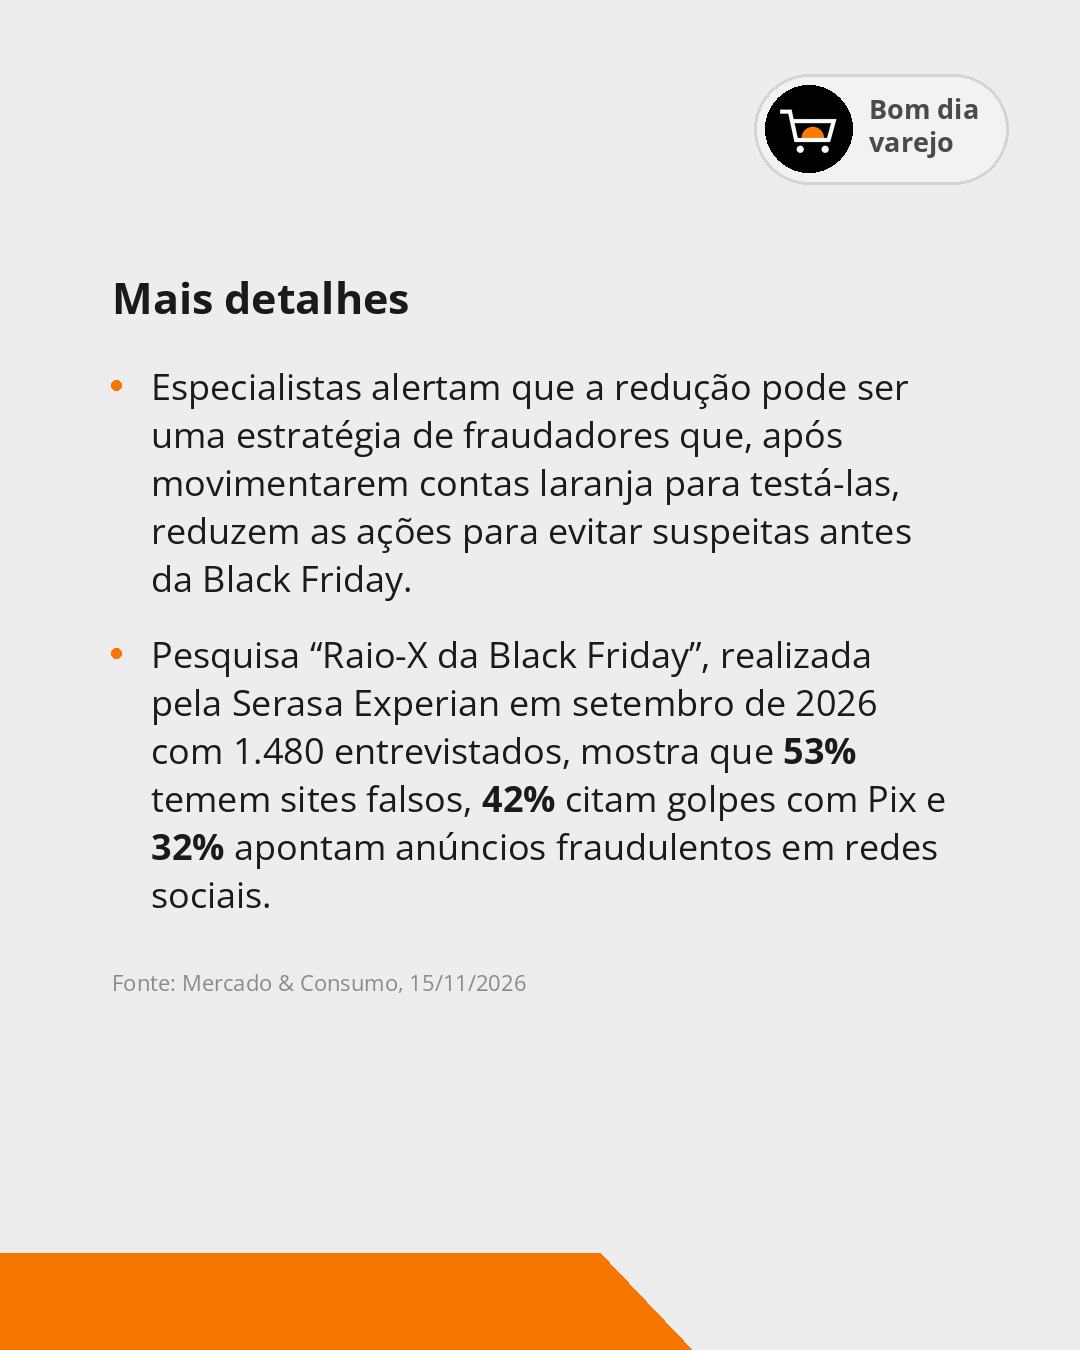 Bom dia
varejo
Mais detalhes
• Especialistas alertam que a redução pode ser
uma estratégia de fraudadores que, após
movimentarem contas laranja para testá-las,
reduzem as ações para evitar suspeitas antes
da Black Friday.
• Pesquisa “Raio-X da Black Friday”, realizada
pela Serasa Experian em setembro de 2026
com 1.480 entrevistados, mostra que 53%
temem sites falsos, 42% citam golpes com Pix e
32% apontam anúncios fraudulentos em redes
sociais.
Fonte: Mercado & Consumo, 15/11/2026